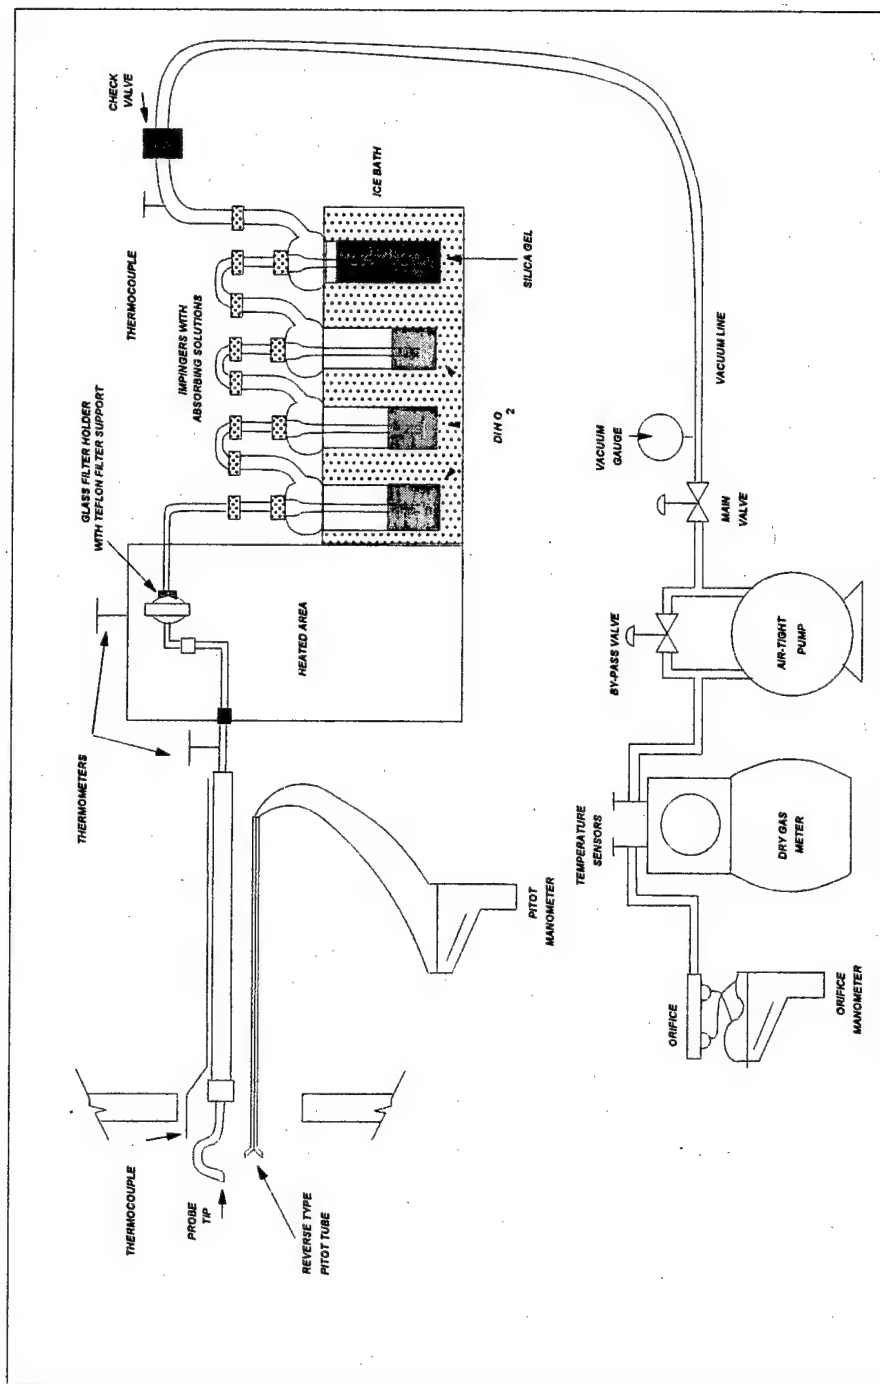 THERMOCOUPLE
THERMOMETERS
GLASS FILTER HOLDER
WITH TEFLON FILTER SUPPORT
THERMOCOUPLE
CHECK
VALVE
PROBE
TIP
IMPINGERS WITH
ABSORBING SOLUTIONS
REVERSE TYPE
PITOT TUBE
HEATED AREA
ICE BATH
PITOT
MANOMETER
DI H O
2
SILICA GEL
TEMPERATURE
SENSORS
BY-PASS VALVE
VACUUM
GAUGE
ORIFICE
MAIN
VALVE
VACUUM LINE
DRY GAS
METER
AIR-TIGHT
PUMP
ORIFICE
MANOMETER